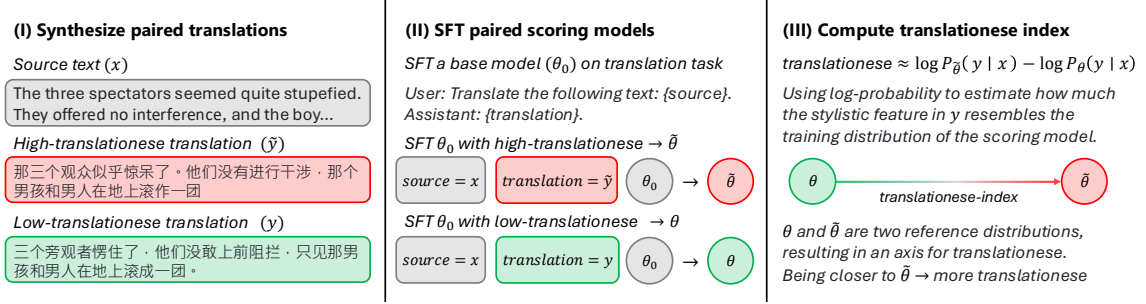 (I) Synthesize paired translations
Source text (x)
The three spectators seemed quite stupefied.
They offered no interference, and the boy...
High-translationese translation (ỹ)
那三个观众似乎惊呆了。他们没有进行干涉，那个
男孩和男人在地上滚作一团
Low-translationese translation (y)
三个旁观者愣住了，他们没敢上前阻拦，只见那男
孩和男人在地上滚成一团。
(II) SFT paired scoring models
SFT a base model (θ₀) on translation task
User: Translate the following text: {source}.
Assistant: {translation}.
SFT θ₀ with high-translationese → θ̃
source = x translation = ỹ θ₀ → θ̃
SFT θ₀ with low-translationese → θ
source = x translation = y θ₀ → θ
(III) Compute translationese index
translationese ≈ log P_θ̃(y | x) − log P_θ(y | x)
Using log-probability to estimate how much
the stylistic feature in y resembles the
training distribution of the scoring model.
θ θ̃
translationese-index
θ and θ̃ are two reference distributions,
resulting in an axis for translationese.
Being closer to θ̃ → more translationese